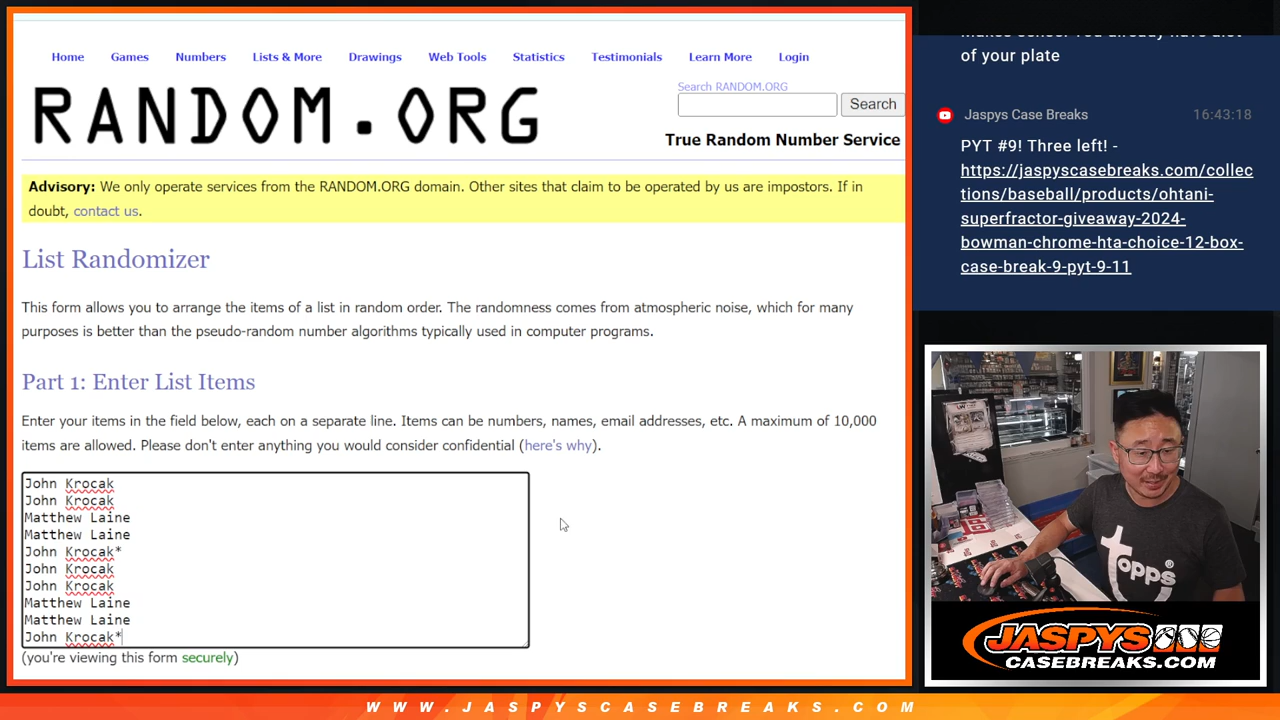 Home Games Numbers Lists & More Drawings Web Tools Statistics Testimonials Learn More Login
RANDOM.ORG
Search RANDOM.ORG
Search
True Random Number Service
Advisory: We only operate services from the RANDOM.ORG domain. Other sites that claim to be operated by us are impostors. If in
doubt, contact us.
List Randomizer
This form allows you to arrange the items of a list in random order. The randomness comes from atmospheric noise, which for many
purposes is better than the pseudo-random number algorithms typically used in computer programs.
Part 1: Enter List Items
Enter your items in the field below, each on a separate line. Items can be numbers, names, email addresses, etc. A maximum of 10,000
items are allowed. Please don't enter anything you would consider confidential (here's why).
John Krocak
John Krocak
Matthew Laine
Matthew Laine
John Krocak*
John Krocak
John Krocak
Matthew Laine
Matthew Laine
John Krocak*
(you're viewing this form securely)
of your plate
Jaspys Case Breaks 16:43:18
PYT #9! Three left! -
https://jaspyscasebreaks.com/collec
tions/baseball/products/ohtani-
superfractor-giveaway-2024-
bowman-chrome-hta-choice-12-box-
case-break-9-pyt-9-11
topps
JASPYS
CASEBREAKS.COM
WWW.JASPYSCASEBREAKS.COM